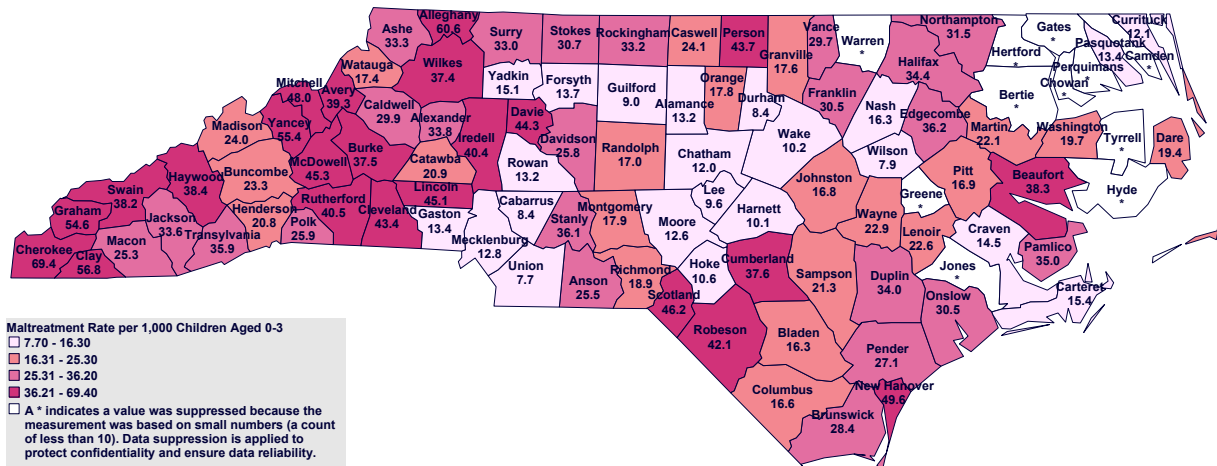 Alleghany
60.6
Ashe
33.3
Surry
33.0
Stokes
30.7
Rockingham
33.2
Caswell
24.1
Person
43.7
Granville
17.6
Vance
29.7
Warren
*
Northampton
31.5
Gates
*
Currituck
12.1
Hertford
*
Pasquotank
13.4
Camden
*
Perquimans
*
Chowan
*
Halifax
34.4
Bertie
*
Watauga
17.4
Wilkes
37.4
Yadkin
15.1
Forsyth
13.7
Guilford
9.0
Alamance
13.2
Orange
17.8
Durham
8.4
Franklin
30.5
Nash
16.3
Edgecombe
36.2
Martin
22.1
Washington
19.7
Tyrrell
*
Dare
19.4
Mitchell
48.0
Avery
39.3
Caldwell
29.9
Alexander
33.8
Iredell
40.4
Davie
44.3
Davidson
25.8
Randolph
17.0
Chatham
12.0
Wake
10.2
Wilson
7.9
Pitt
16.9
Beaufort
38.3
Hyde
*
Madison
24.0
Yancey
55.4
McDowell
45.3
Burke
37.5
Catawba
20.9
Rowan
13.2
Lee
9.6
Johnston
16.8
Greene
*
Swain
38.2
Haywood
38.4
Buncombe
23.3
Rutherford
40.5
Cleveland
43.4
Lincoln
45.1
Gaston
13.4
Cabarrus
8.4
Stanly
36.1
Montgomery
17.9
Moore
12.6
Harnett
10.1
Wayne
22.9
Lenoir
22.6
Craven
14.5
Pamlico
35.0
Graham
54.6
Jackson
33.6
Henderson
20.8
Polk
25.9
Transylvania
35.9
Cherokee
69.4
Clay
56.8
Macon
25.3
Mecklenburg
12.8
Union
7.7
Anson
25.5
Richmond
18.9
Hoke
10.6
Cumberland
37.6
Sampson
21.3
Duplin
34.0
Jones
*
Onslow
30.5
Carteret
15.4
Scotland
46.2
Robeson
42.1
Bladen
16.3
Pender
27.1
Columbus
16.6
New Hanover
49.6
Brunswick
28.4
Maltreatment Rate per 1,000 Children Aged 0-3
7.70 - 16.30
16.31 - 25.30
25.31 - 36.20
36.21 - 69.40
A * indicates a value was suppressed because the
measurement was based on small numbers (a count
of less than 10). Data suppression is applied to
protect confidentiality and ensure data reliability.